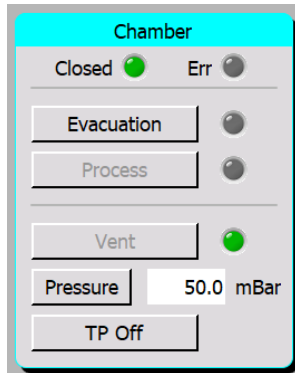 Chamber
Closed Err
Evacuation
Process
Vent
Pressure 50.0 mBar
TP Off